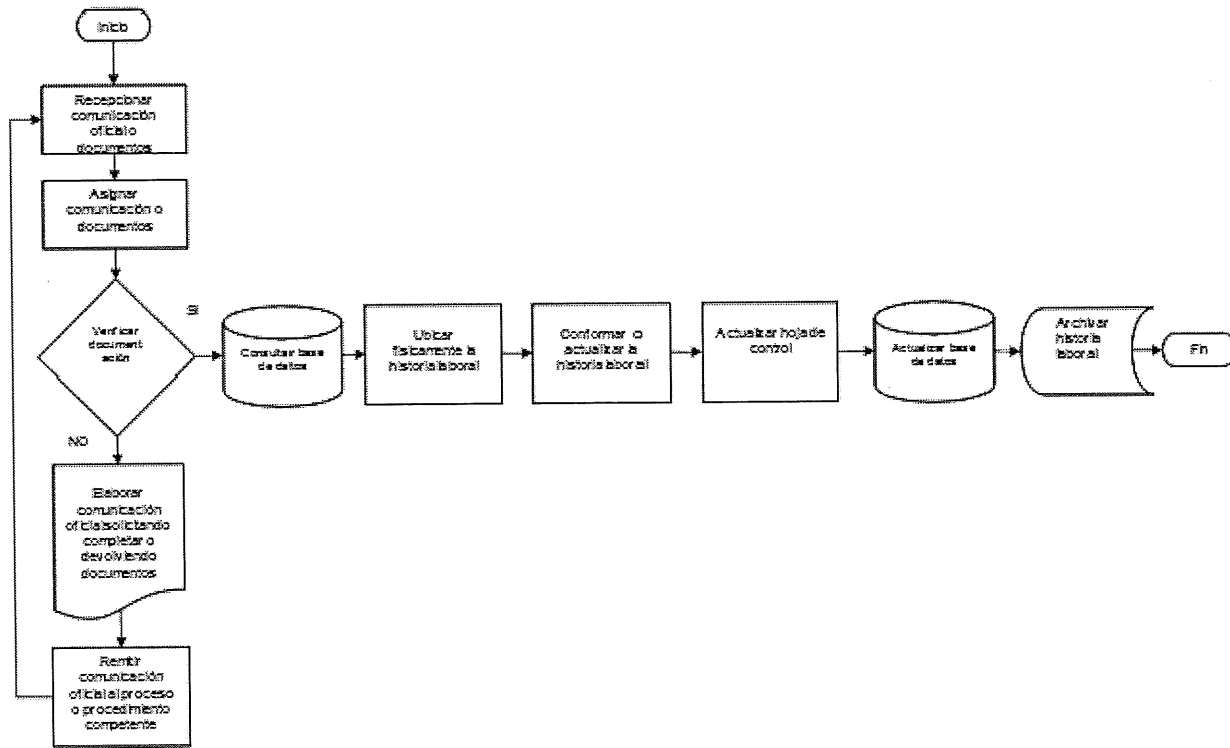 Inicio
Recepcionar
comunicación
oficial o
documentos
Asignar
comunicación o
documentos
Verificar
document
ación
SI
Consultar base
de datos
Ubicar
físicamente la
historia laboral
Conformar o
actualizar la
historia laboral
Actualizar hoja de
control
Actualizar base
de datos
Archivar
historia
laboral
Fin
NO
Elaborar
comunicación
oficial solicitando
completar o
devolviendo
documentos
Remitir
comunicación
oficial al proceso
o procedimiento
competente